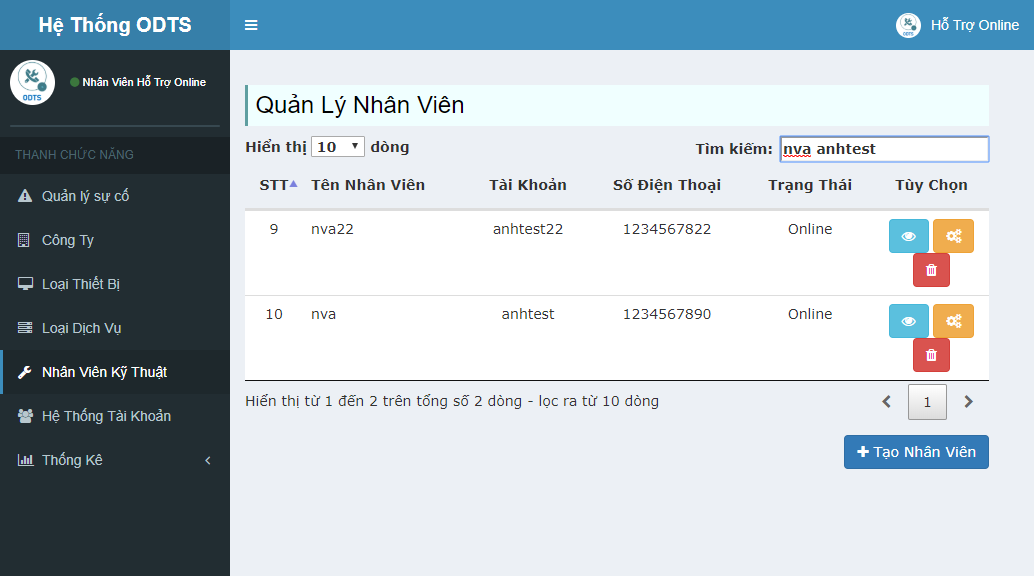 Hệ Thống ODTS
ODTS
Hỗ Trợ Online
ODTS
Nhân Viên Hỗ Trợ Online
THANH CHỨC NĂNG
Quản lý sự cố
Công Ty
Loại Thiết Bị
Loại Dịch Vụ
Nhân Viên Kỹ Thuật
Hệ Thống Tài Khoản
Thống Kê
Quản Lý Nhân Viên
Hiển thị 10 dòng
Tìm kiếm: nva anhtest
STT Tên Nhân Viên Tài Khoản Số Điện Thoại Trạng Thái Tùy Chọn
9 nva22 anhtest22 1234567822 Online
10 nva anhtest 1234567890 Online
Hiển thị từ 1 đến 2 trên tổng số 2 dòng - lọc ra từ 10 dòng
1
Tạo Nhân Viên